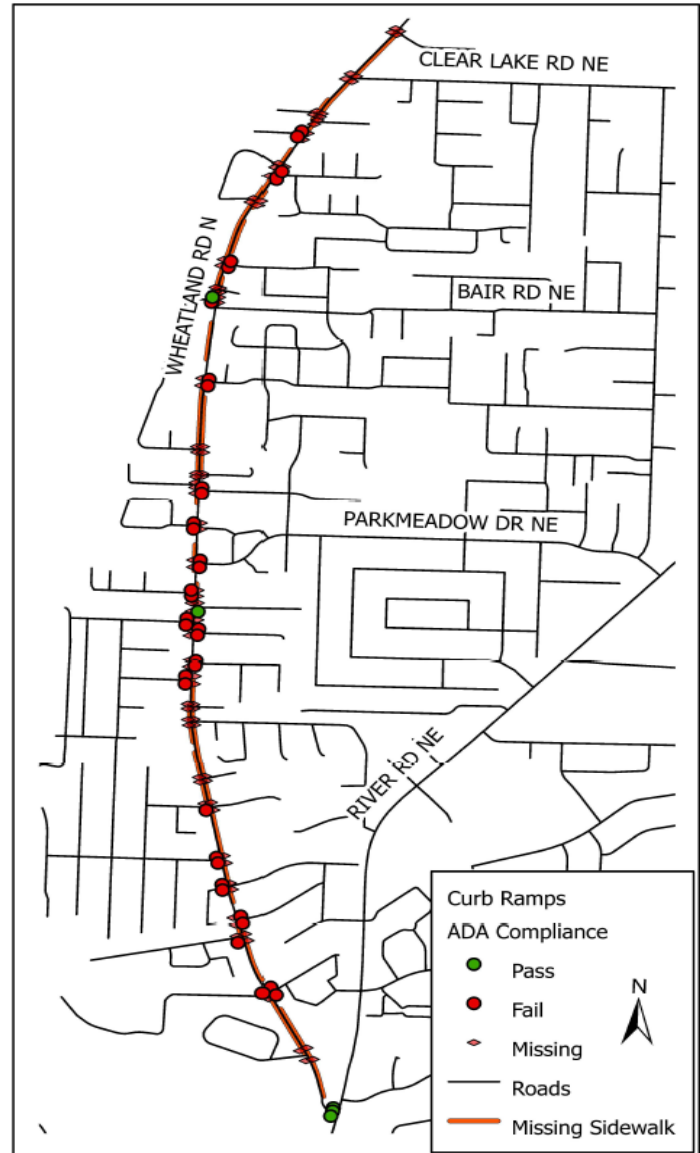 CLEAR LAKE RD NE
WHEATLAND RD N
BAIR RD NE
PARKMEADOW DR NE
RIVER RD NE
Curb Ramps
ADA Compliance
Pass
Fail
Missing
Roads
Missing Sidewalk
N